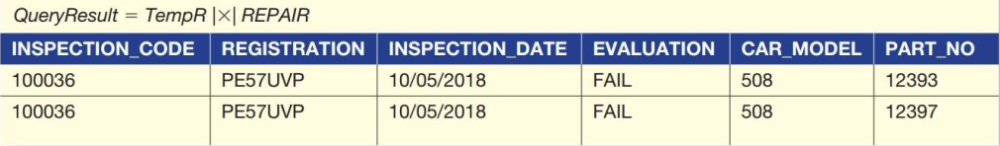 QueryResult = TempR |×| REPAIR
INSPECTION_CODE REGISTRATION INSPECTION_DATE EVALUATION CAR_MODEL PART_NO
100036 PE57UVP 10/05/2018 FAIL 508 12393
100036 PE57UVP 10/05/2018 FAIL 508 12397